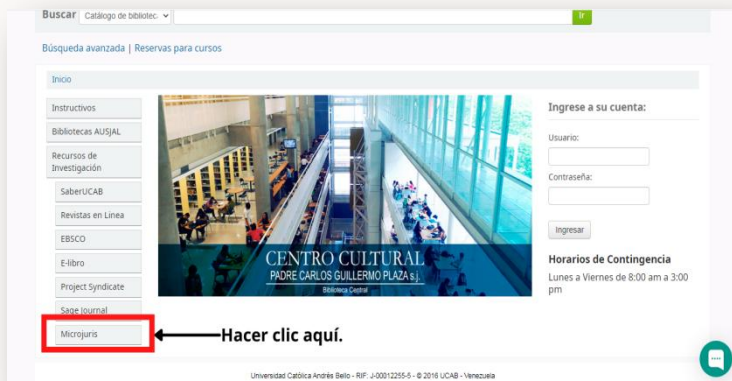 Buscar Catálogo de bibliotec Ir
Búsqueda avanzada | Reservas para cursos
Inicio
Instructivos
Bibliotecas AUSJAL
Recursos de
Investigación
SaberUCAB
Revistas en Linea
EBSCO
E-libro
Project Syndicate
Sage Journal
Microjuris
Hacer clic aquí.
CENTRO CULTURAL
PADRE CARLOS GUILLERMO PLAZA s.j.
Biblioteca Central
Ingrese a su cuenta:
Usuario:
Contraseña:
Ingresar
Horarios de Contingencia
Lunes a Viernes de 8:00 am a 3:00
pm
Universidad Católica Andrés Bello - RIF: J-00012255-5 - © 2016 UCAB - Venezuela